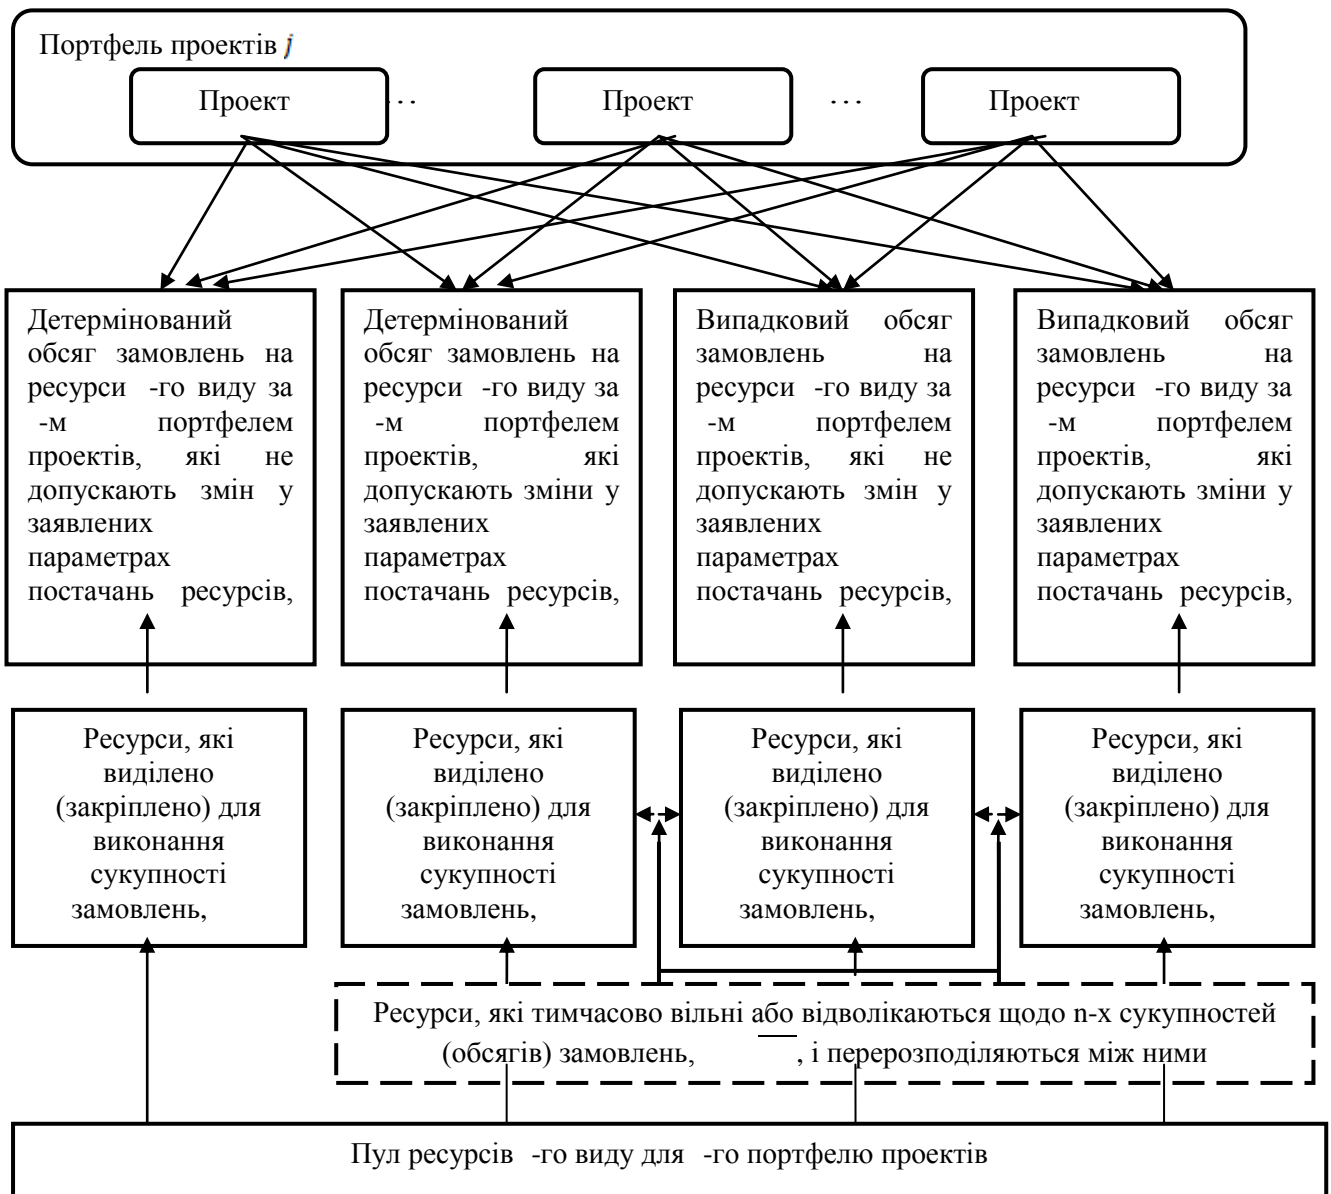 Портфель проектів j
Проект
...
Проект
...
Проект
Детермінований
обсяг замовлень на
ресурси -го виду за
-м портфелем
проектів, які не
допускають змін у
заявлених
параметрах
постачань ресурсів,
Детермінований
обсяг замовлень на
ресурси -го виду за
-м портфелем
проектів, які
допускають зміни у
заявлених
параметрах
постачань ресурсів,
Випадковий обсяг
замовлень на
ресурси -го виду за
-м портфелем
проектів, які не
допускають змін у
заявлених
параметрах
постачань ресурсів,
Випадковий обсяг
замовлень на
ресурси -го виду за
-м портфелем
проектів, які
допускають зміни у
заявлених
параметрах
постачань ресурсів,
Ресурси, які
виділено
(закріплено) для
виконання
сукупності
замовлень,
Ресурси, які
виділено
(закріплено) для
виконання
сукупності
замовлень,
Ресурси, які
виділено
(закріплено) для
виконання
сукупності
замовлень,
Ресурси, які
виділено
(закріплено) для
виконання
сукупності
замовлень,
Ресурси, які тимчасово вільні або відволікаються щодо n-х сукупностей
(обсягів) замовлень, , і перерозподіляються між ними
Пул ресурсів -го виду для -го портфелю проектів